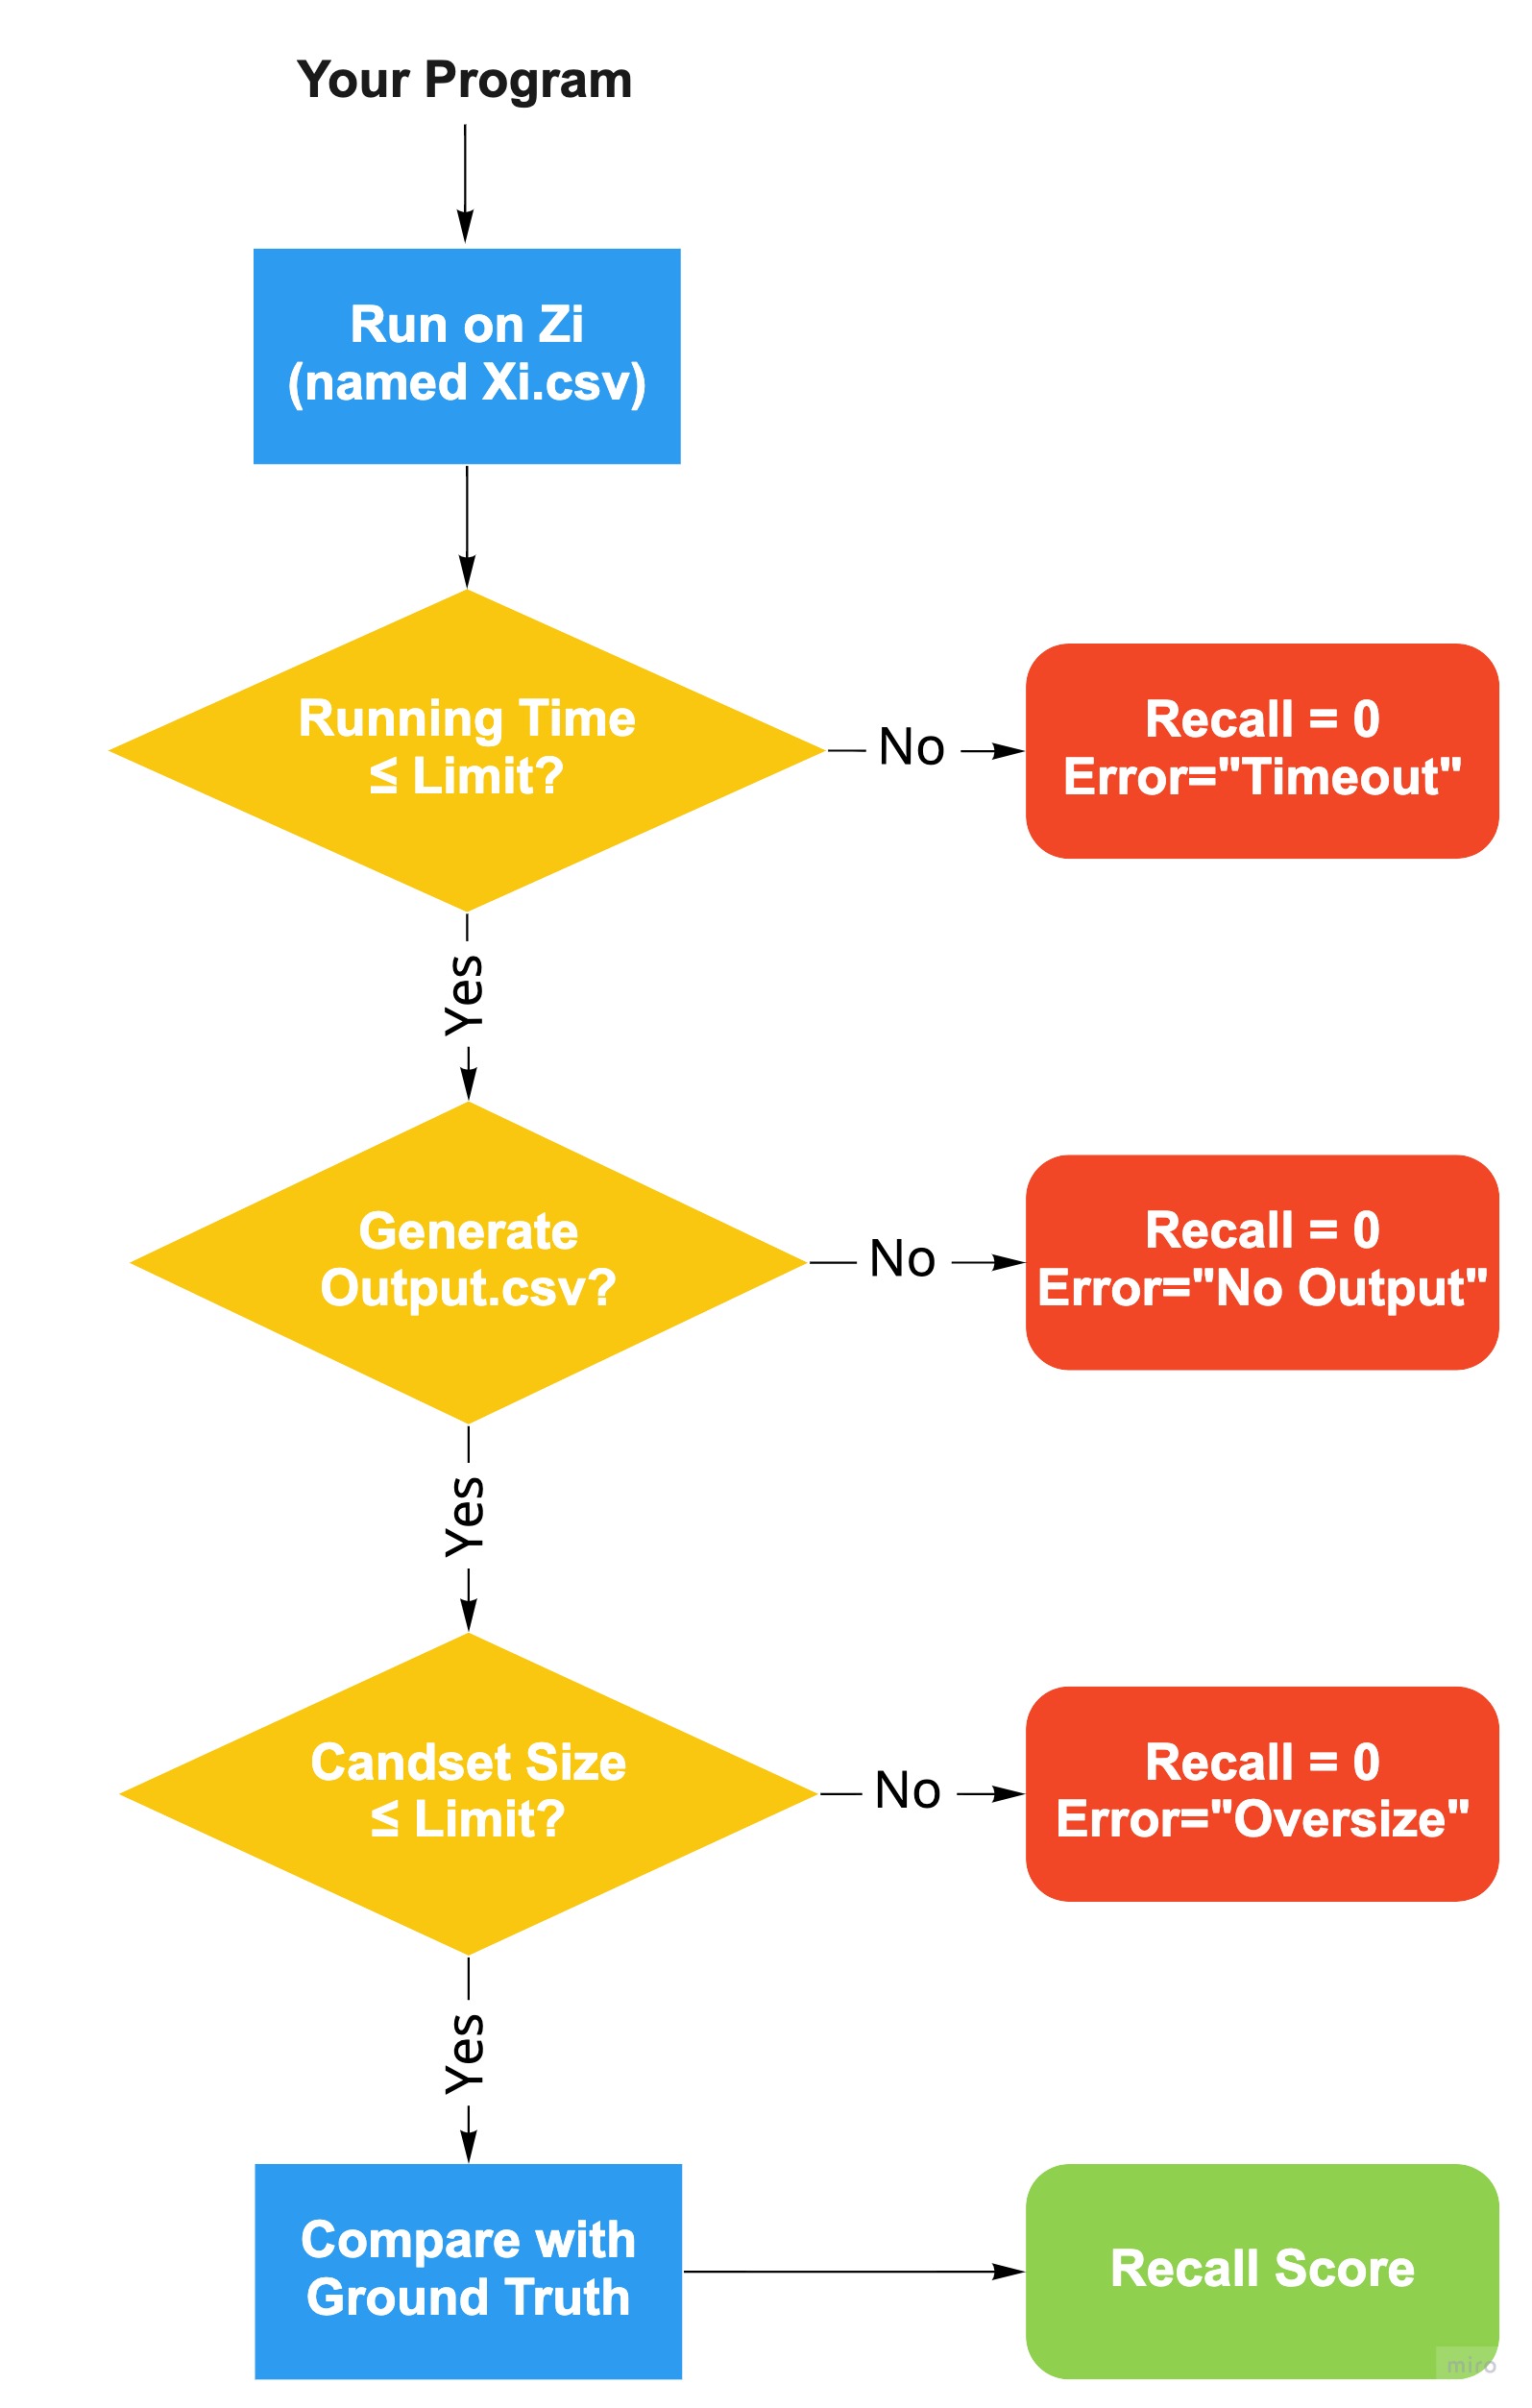 Your Program
Run on Zi
(named Xi.csv)
Running Time
≤ Limit?
No
Recall = 0
Error="Timeout"
Yes
Generate
Output.csv?
No
Recall = 0
Error="No Output"
Yes
Candset Size
≤ Limit?
No
Recall = 0
Error="Oversize"
Yes
Compare with
Ground Truth
Recall Score
miro